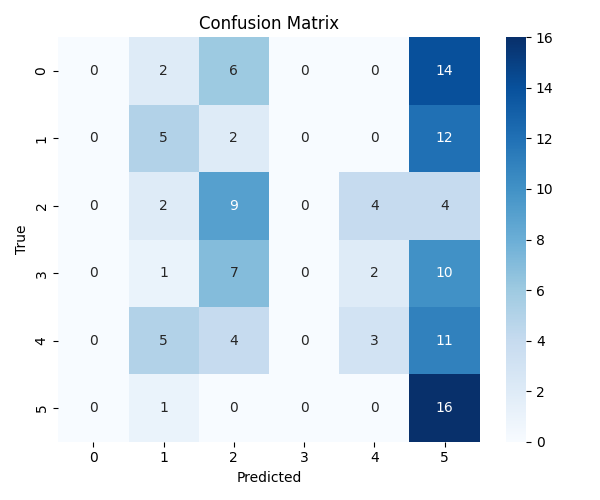 Confusion Matrix
0 0 2 6 0 0 14
1 0 5 2 0 0 12
2 0 2 9 0 4 4
3 0 1 7 0 2 10
4 0 5 4 0 3 11
5 0 1 0 0 0 16
0 1 2 3 4 5
True
Predicted
16
14
12
10
8
6
4
2
0